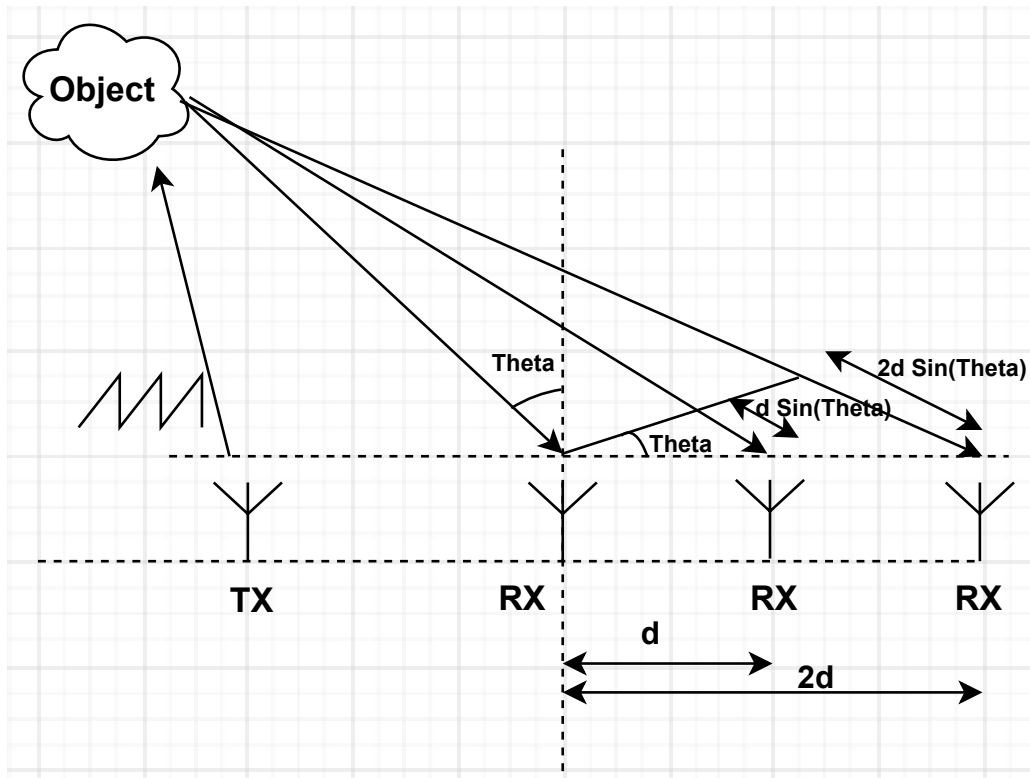 Object
Theta
2d Sin(Theta)
d Sin(Theta)
Theta
TX
RX
RX
RX
d
2d